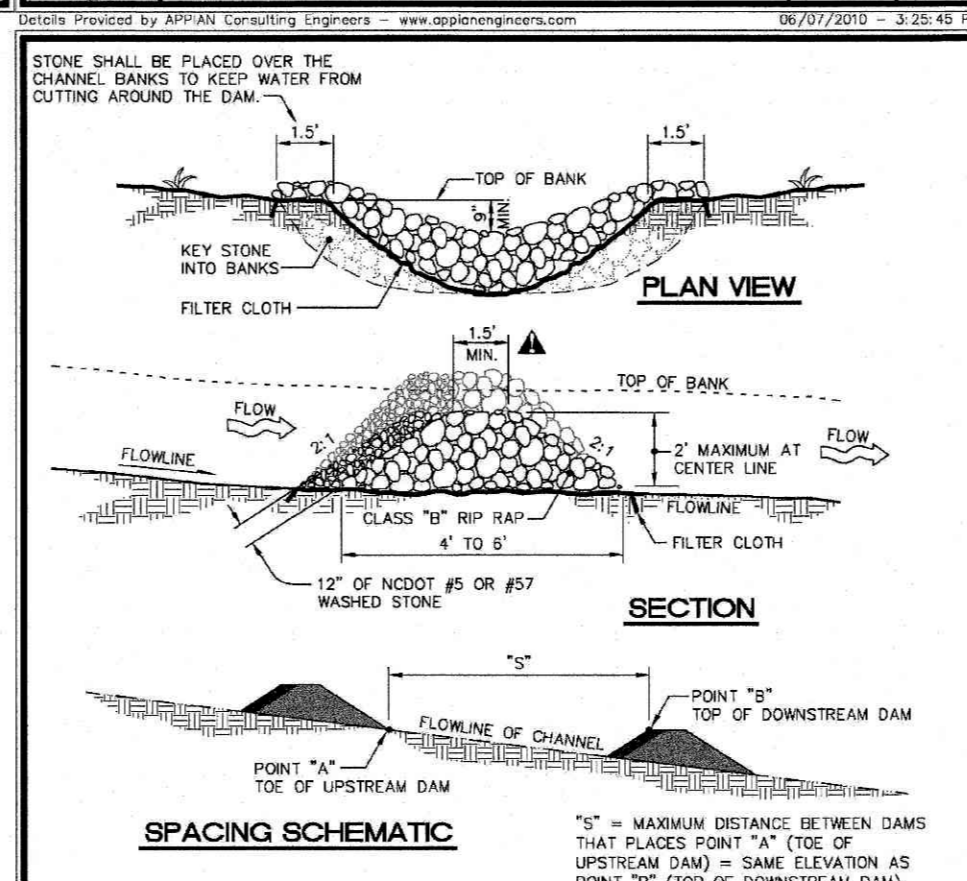 Details Provided by APPIAN Consulting Engineers – www.appianengineers.com
06/07/2010 – 3:25:45 P
STONE SHALL BE PLACED OVER THE
CHANNEL BANKS TO KEEP WATER FROM
CUTTING AROUND THE DAM.
1.5'
1.5'
TOP OF BANK
9"
MIN.
KEY STONE
INTO BANKS
FILTER CLOTH
PLAN VIEW
1.5'
MIN.
TOP OF BANK
FLOW
2:1
2:1
2' MAXIMUM AT
CENTER LINE
FLOW
FLOWLINE
CLASS "B" RIP RAP
FLOWLINE
4' TO 6'
FILTER CLOTH
12" OF NCDOT #5 OR #57
WASHED STONE
SECTION
"S"
POINT "B"
TOP OF DOWNSTREAM DAM
FLOWLINE OF CHANNEL
POINT "A"
TOE OF UPSTREAM DAM
SPACING SCHEMATIC
"S" = MAXIMUM DISTANCE BETWEEN DAMS
THAT PLACES POINT "A" (TOE OF
UPSTREAM DAM) = SAME ELEVATION AS
POINT "B" (TOP OF DOWNSTREAM DAM)